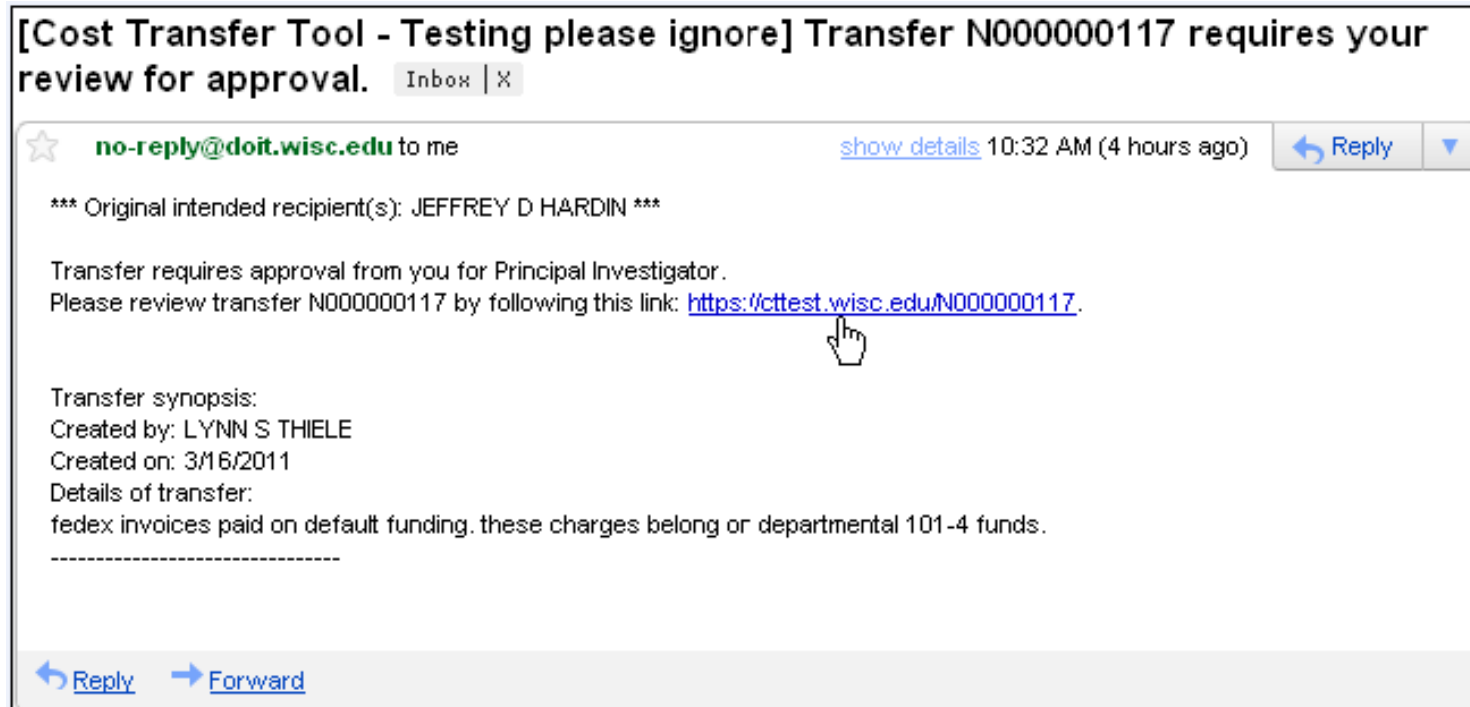 [Cost Transfer Tool - Testing please ignore] Transfer N000000117 requires your
review for approval. Inbox | X
no-reply@doit.wisc.edu to me show details 10:32 AM (4 hours ago) Reply
*** Original intended recipient(s): JEFFREY D HARDIN ***
Transfer requires approval from you for Principal Investigator.
Please review transfer N000000117 by following this link: https://cttest.wisc.edu/N000000117.
Transfer synopsis:
Created by: LYNN S THIELE
Created on: 3/16/2011
Details of transfer:
fedex invoices paid on default funding. these charges belong on departmental 101-4 funds.
--------------------------------
Reply Forward